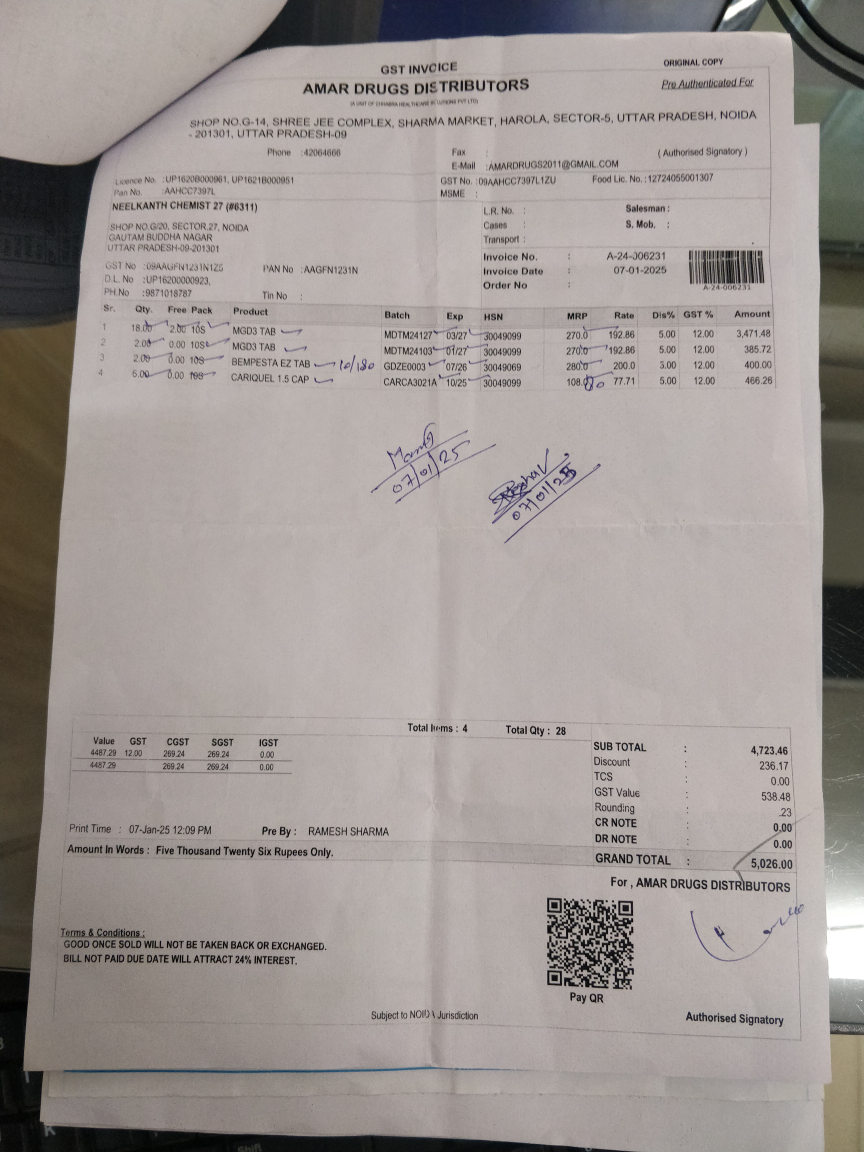 GST INVOICE
ORIGINAL COPY
AMAR DRUGS DISTRIBUTORS
Pre Authenticated For
(A UNIT OF CHHABRA HEALTHCARE SOLUTIONS PVT LTD)
SHOP NO.G-14, SHREE JEE COMPLEX, SHARMA MARKET, HAROLA, SECTOR-5, UTTAR PRADESH, NOIDA
- 201301, UTTAR PRADESH-09
Phone : 42064666
Fax :
( Authorised Signatory )
E-Mail : AMARDRUGS2011@GMAIL.COM
Licence No. : UP1620B000961, UP1621B000951
GST No. : 09AAHCC7397L1ZU Food Lic. No. : 12724055001307
Pan No. : AAHCC7397L
MSME :
NEELKANTH CHEMIST 27 (#6311)
SHOP NO.G/20, SECTOR,27, NOIDA
GAUTAM BUDDHA NAGAR
UTTAR PRADESH-09-201301
GST No : 09AAGFN1231N1Z6 PAN No : AAGFN1231N
D.L. No : UP16200000923,
PH.No : 9871018787 Tin No :
L.R. No. : Salesman :
Cases : S. Mob. :
Transport :
Invoice No. : A-24-006231
Invoice Date : 07-01-2025
Order No :
A-24-006231
Sr. Qty. Free Pack Product Batch Exp HSN MRP Rate Dis% GST % Amount
1 18.00 2.00 10S MGD3 TAB MDTM24127 03/27 30049099 270.0 192.86 5.00 12.00 3,471.48
2 2.00 0.00 10S MGD3 TAB MDTM24103 01/27 30049099 270.0 192.86 5.00 12.00 385.72
3 2.00 0.00 10S BEMPESTA EZ TAB 10/180 GDZE0003 07/26 30049069 280.0 200.0 3.00 12.00 400.00
4 6.00 0.00 10S CARIQUEL 1.5 CAP CARCA3021A 10/25 30049099 108.80 77.71 5.00 12.00 466.26
07/01/25
07/01/25
Total Items : 4 Total Qty : 28
Value GST CGST SGST IGST
4487.29 12.00 269.24 269.24 0.00
4487.29 269.24 269.24 0.00
SUB TOTAL : 4,723.46
Discount : 236.17
TCS : 0.00
GST Value : 538.48
Rounding : .23
CR NOTE : 0.00
DR NOTE : 0.00
GRAND TOTAL : 5,026.00
Print Time : 07-Jan-25 12:09 PM Pre By : RAMESH SHARMA
Amount In Words : Five Thousand Twenty Six Rupees Only.
For , AMAR DRUGS DISTRIBUTORS
Terms & Conditions :
GOOD ONCE SOLD WILL NOT BE TAKEN BACK OR EXCHANGED.
BILL NOT PAID DUE DATE WILL ATTRACT 24% INTEREST.
Pay QR
Subject to NOIDA Jurisdiction
Authorised Signatory